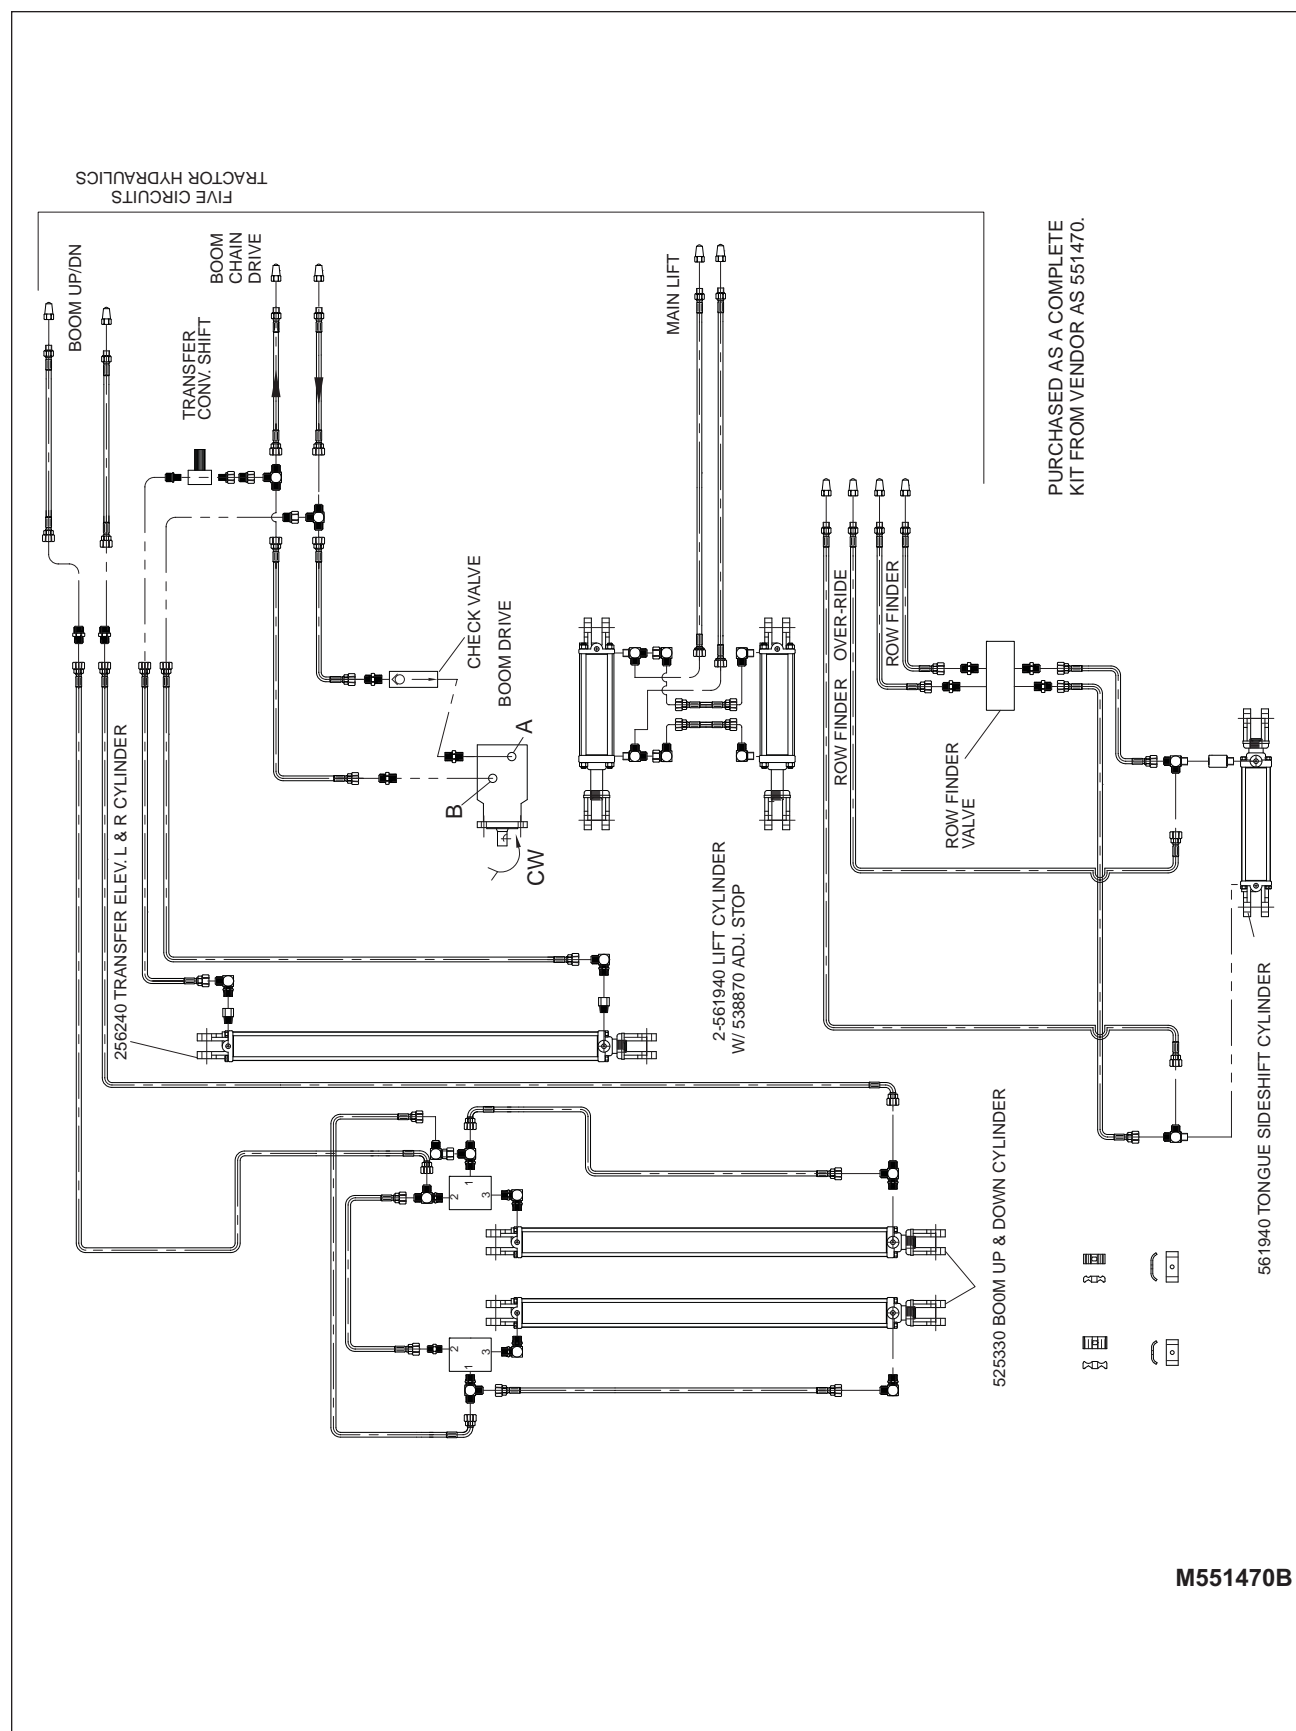 FIVE CIRCUITS
TRACTOR HYDRAULICS
BOOM UP/DN
TRANSFER
CONV. SHIFT
BOOM
CHAIN
DRIVE
MAIN LIFT
PURCHASED AS A COMPLETE
KIT FROM VENDOR AS 551470.
CHECK VALVE
BOOM DRIVE
A
B
CW
ROW FINDER OVER-RIDE
ROW FINDER
ROW FINDER
VALVE
256240 TRANSFER ELEV. L & R CYLINDER
2-561940 LIFT CYLINDER
W/ 538870 ADJ. STOP
2
1
3
2
1
3
525330 BO0M UP & DOWN CYLINDER
561940 TONGUE SIDESHIFT CYLINDER
M551470B